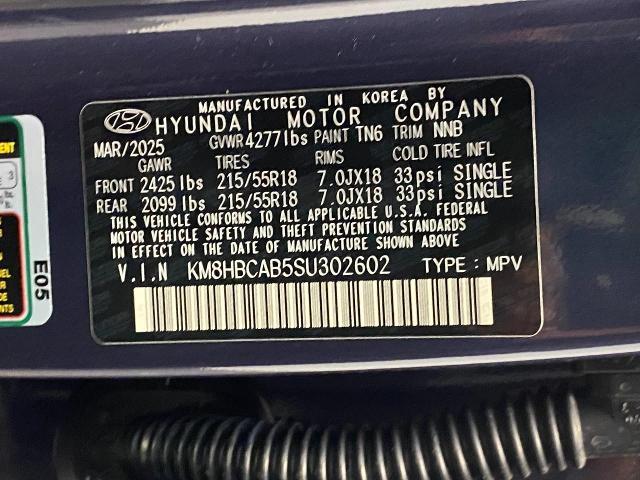 MANUFACTURED IN KOREA BY
HYUNDAI MOTOR COMPANY
MAR/2025 GVWR 4277lbs PAINT TN6 TRIM NNB
GAWR TIRES RIMS COLD TIRE INFL
FRONT 2425 lbs 215/55R18 7.0JX18 33psi SINGLE
REAR 2099 lbs 215/55R18 7.0JX18 33psi SINGLE
THIS VEHICLE CONFORMS TO ALL APPLICABLE U.S.A. FEDERAL
MOTOR VEHICLE SAFETY AND THEFT PREVENTION STANDARDS
IN EFFECT ON THE DATE OF MANUFACTURE SHOWN ABOVE.
V.I.N KM8HBCAB5SU302602 TYPE : MPV
E05